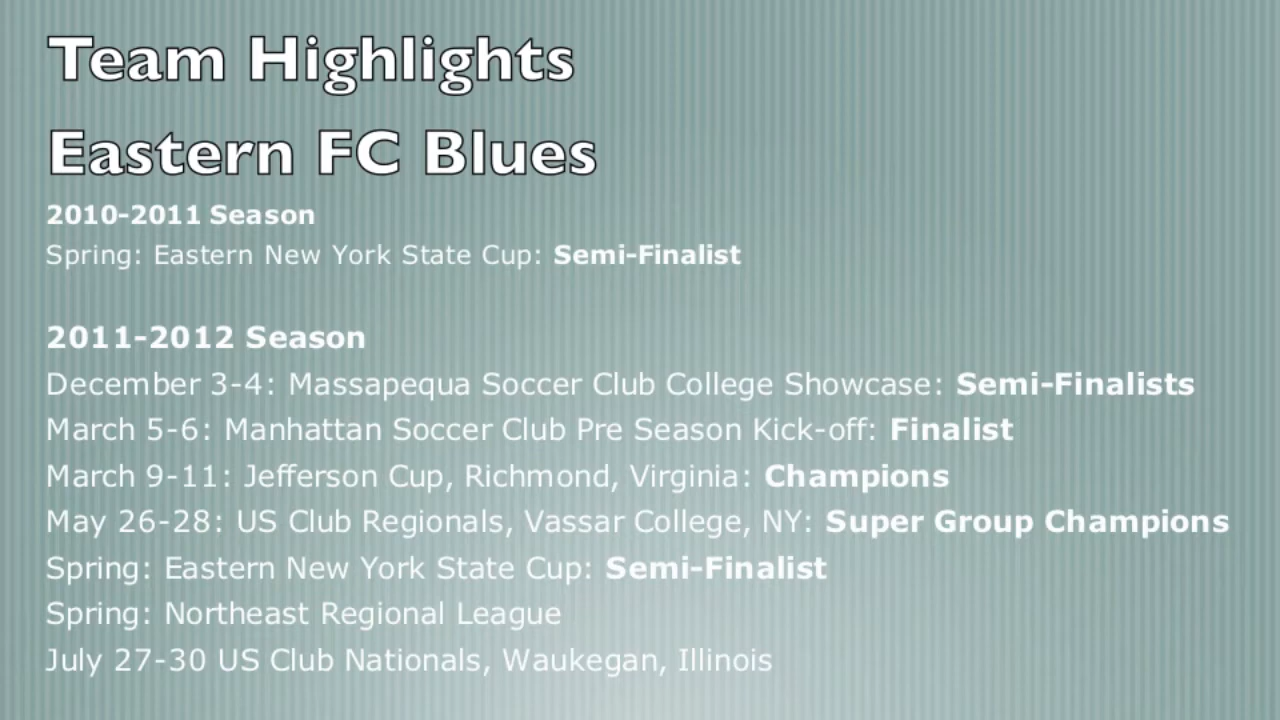 Team Highlights
Eastern FC Blues
2010-2011 Season
Spring: Eastern New York State Cup: Semi-Finalist
2011-2012 Season
December 3-4: Massapequa Soccer Club College Showcase: Semi-Finalists
March 5-6: Manhattan Soccer Club Pre Season Kick-off: Finalist
March 9-11: Jefferson Cup, Richmond, Virginia: Champions
May 26-28: US Club Regionals, Vassar College, NY: Super Group Champions
Spring: Eastern New York State Cup: Semi-Finalist
Spring: Northeast Regional League
July 27-30 US Club Nationals, Waukegan, Illinois